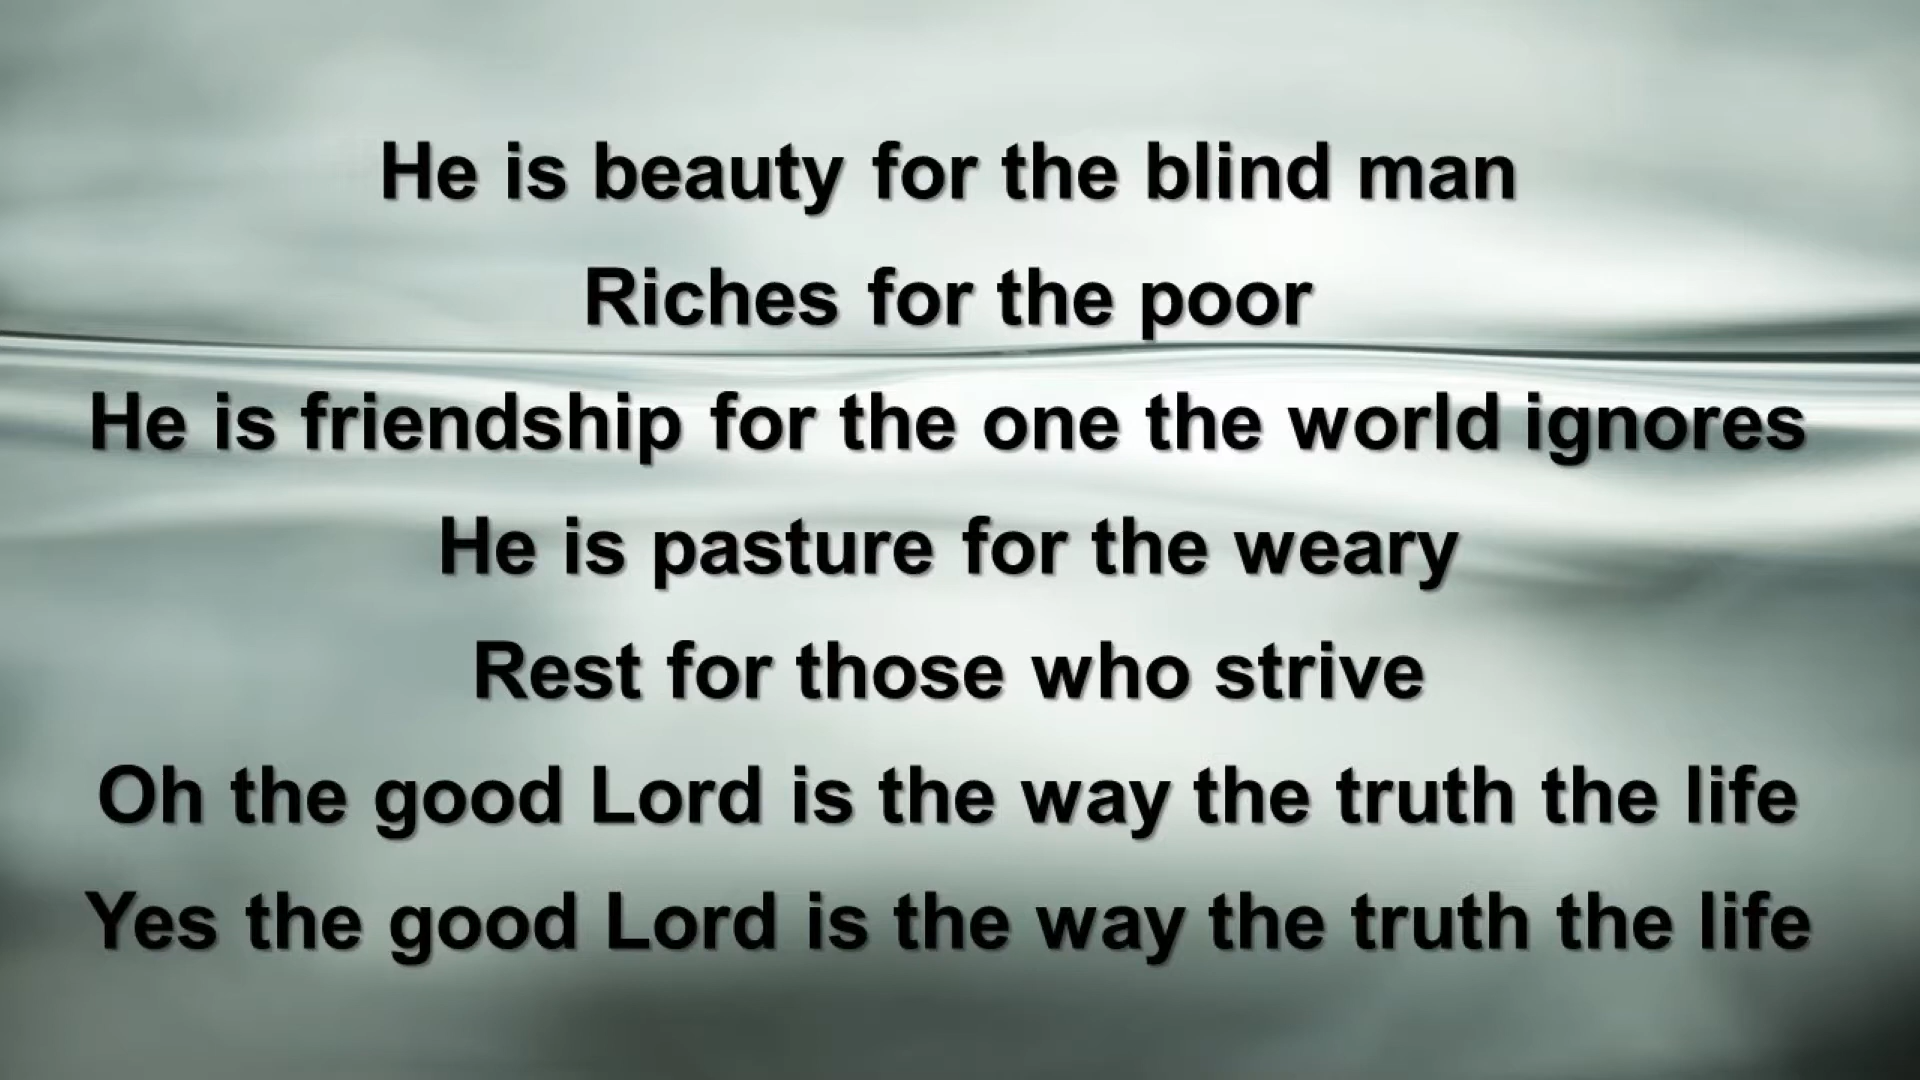 He is beauty for the blind man
Riches for the poor
He is friendship for the one the world ignores
He is pasture for the weary
Rest for those who strive
Oh the good Lord is the way the truth the life
Yes the good Lord is the way the truth the life